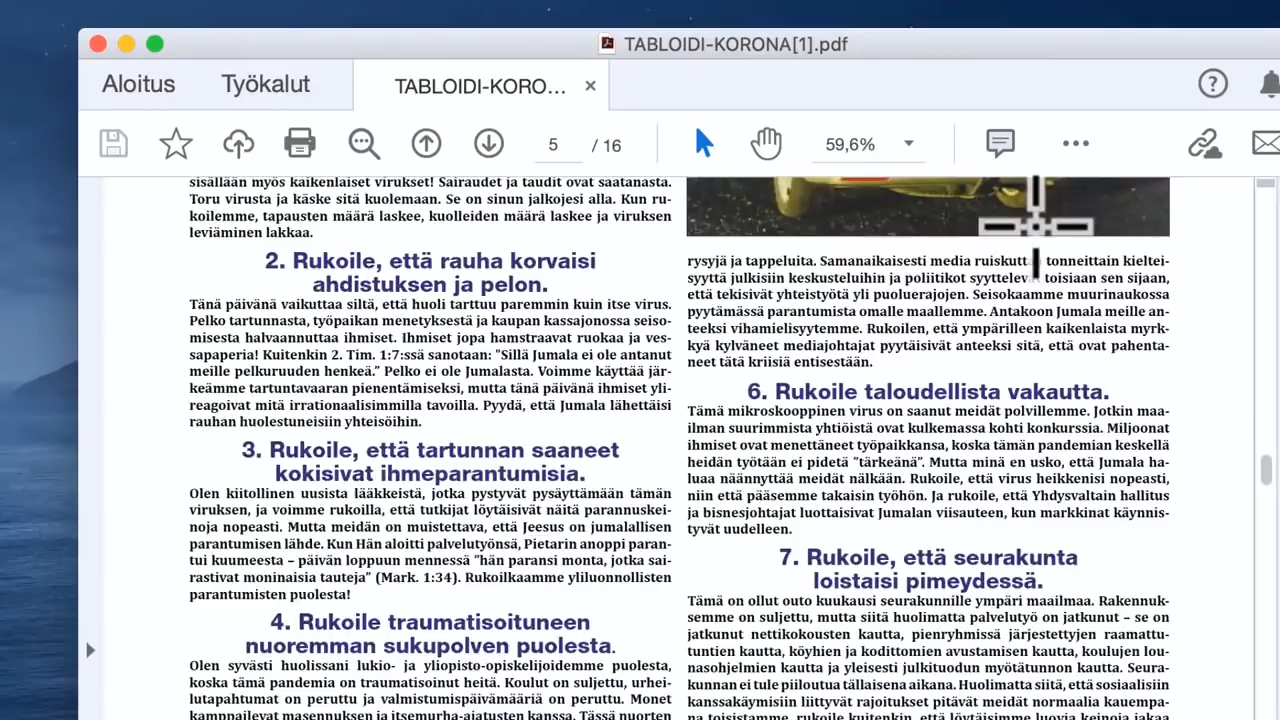 TABLOIDI-KORONA[1].pdf
Aloitus
Työkalut
TABLOIDI-KORO... ×
5 / 16
59,6%
sisällään myös kaikenlaiset virukset! Sairaudet ja taudit ovat saatanasta.
Toru virusta ja käske sitä kuolemaan. Se on sinun jalkojesi alla. Kun ru-
koilemme, tapausten määrä laskee, kuolleiden määrä laskee ja viruksen
leviäminen lakkaa.
2. Rukoile, että rauha korvaisi
ahdistuksen ja pelon.
Tänä päivänä vaikuttaa siltä, että huoli tarttuu paremmin kuin itse virus.
Pelko tartunnasta, työpaikan menetyksestä ja kaupan kassajonossa seiso-
misesta halvaannuttaa ihmiset. Ihmiset jopa hamstraavat ruokaa ja ves-
sapaperia! Kuitenkin 2. Tim. 1:7:ssä sanotaan: "Sillä Jumala ei ole antanut
meille pelkuruuden henkeä." Pelko ei ole Jumalasta. Voimme käyttää jär-
keämme tartuntavaaran pienentämiseksi, mutta tänä päivänä ihmiset yli-
reagoivat mitä irrationaalisimmilla tavoilla. Pyydä, että Jumala lähettäisi
rauhan huolestuneisiin yhteisöihin.
3. Rukoile, että tartunnan saaneet
kokisivat ihmeparantumisia.
Olen kiitollinen uusista lääkkeistä, jotka pystyvät pysäyttämään tämän
viruksen, ja voimme rukoilla, että tutkijat löytäisivät näitä parannuskei-
noja nopeasti. Mutta meidän on muistettava, että Jeesus on jumalallisen
parantumisen lähde. Kun Hän aloitti palvelutyönsä, Pietarin anoppi paran-
tui kuumeesta – päivän loppuun mennessä "hän paransi monta, jotka sai-
rastivat moninaisia tauteja" (Mark. 1:34). Rukoilkaamme yliluonnollisten
parantumisten puolesta!
4. Rukoile traumatisoituneen
nuoremman sukupolven puolesta.
Olen syvästi huolissani lukio- ja yliopisto-opiskelijoidemme puolesta,
koska tämä pandemia on traumatisoinut heitä. Koulut on suljettu, urhei-
lutapahtumat on peruttu ja valmistumispäivämääriä on peruttu. Monet
kamppailevat masennuksen ja itsemurha-ajatusten kanssa. Tässä nuorten
rysyjä ja tappeluita. Samanaikaisesti media ruiskutt tonneittain kieltei-
syyttä julkisiin keskusteluihin ja poliitikot syyttelev toisiaan sen sijaan,
että tekisivät yhteistyötä yli puoluerajojen. Seisokaamme muurinaukossa
pyytämässä parantumista omalle maallemme. Antakoon Jumala meille an-
teeksi vihamielisyytemme. Rukoilen, että ympärilleen kaikenlaista myrk-
kyä kylväneet mediajohtajat pyytäisivät anteeksi sitä, että ovat pahenta-
neet tätä kriisiä entisestään.
6. Rukoile taloudellista vakautta.
Tämä mikroskooppinen virus on saanut meidät polvillemme. Jotkin maa-
ilman suurimmista yhtiöistä ovat kulkemassa kohti konkurssia. Miljoonat
ihmiset ovat menettäneet työpaikkansa, koska tämän pandemian keskellä
heidän työtään ei pidetä "tärkeänä". Mutta minä en usko, että Jumala ha-
luaa näännyttää meidät nälkään. Rukoile, että virus heikkenisi nopeasti,
niin että pääsemme takaisin työhön. Ja rukoile, että Yhdysvaltain hallitus
ja bisnesjohtajat luottaisivat Jumalan viisauteen, kun markkinat käynnis-
tyvät uudelleen.
7. Rukoile, että seurakunta
loistaisi pimeydessä.
Tämä on ollut outo kuukausi seurakunnille ympäri maailmaa. Rakennuk-
semme on suljettu, mutta siitä huolimatta palvelutyö on jatkunut – se on
jatkunut nettikokousten kautta, pienryhmissä järjestettyjen raamattu-
tuntien kautta, köyhien ja kodittomien avustamisen kautta, koulujen lou-
nasohjelmien kautta ja yleisesti julkituodun myötätunnon kautta. Seura-
kunnan ei tule piiloutua tällaisena aikana. Huolimatta siitä, että sosiaalisiin
kanssakäymisiin liittyvät rajoitukset pitävät meidät normaalia kauempa-
na toisistamme, rukoile kuitenkin, että löytäisimme luovia keinoja jakaa